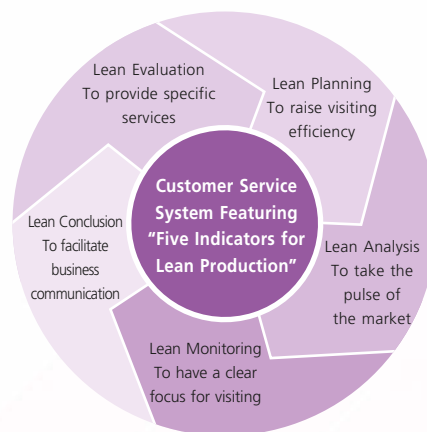 Lean Evaluation
To provide specific
services
Lean Planning
To raise visiting
efficiency
Customer Service
System Featuring
“Five Indicators for
Lean Production”
Lean Conclusion
To facilitate
business
communication
Lean Analysis
To take the
pulse of
the market
Lean Monitoring
To have a clear
focus for visiting